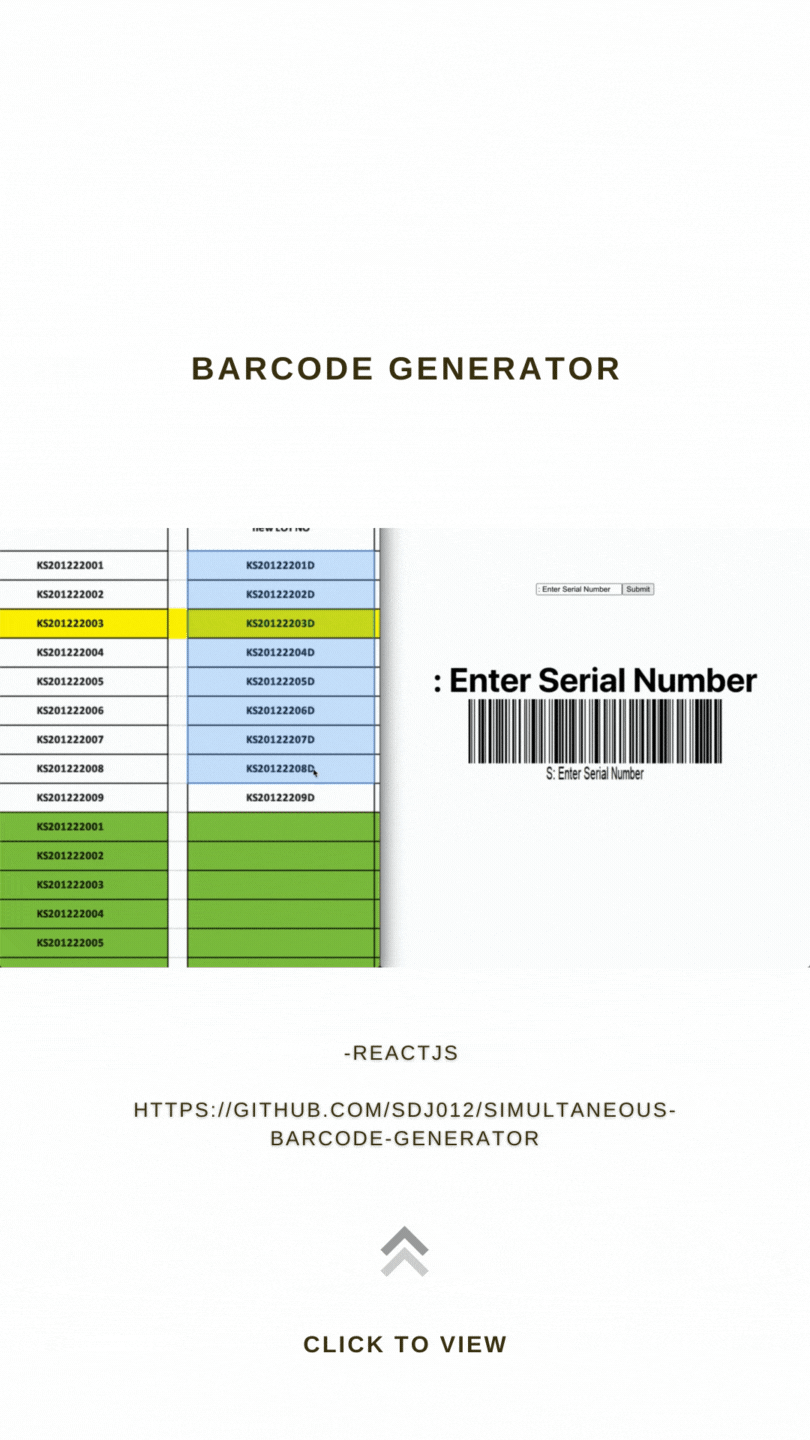 BARCODE GENERATOR
new LOT NO
KS201222001 KS20122201D
KS201222002 KS20122202D
KS201222003 KS20122203D
KS201222004 KS20122204D
KS201222005 KS20122205D
KS201222006 KS20122206D
KS201222007 KS20122207D
KS201222008 KS20122208D
KS201222009 KS20122209D
KS201222001
KS201222002
KS201222003
KS201222004
KS201222005
: Enter Serial Number Submit
: Enter Serial Number
S: Enter Serial Number
-REACTJS
HTTPS://GITHUB.COM/SDJ012/SIMULTANEOUS-
BARCODE-GENERATOR
CLICK TO VIEW